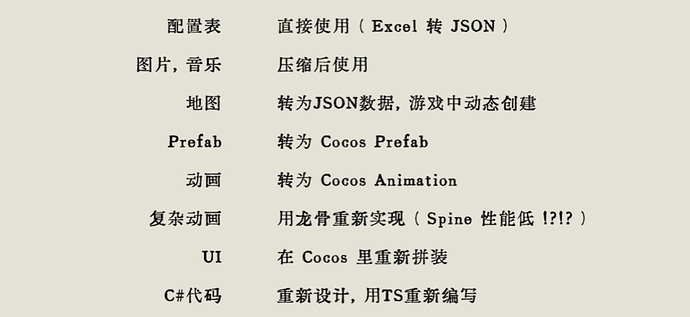 配置表 直接使用 ( Excel 转 JSON )
图片, 音乐 压缩后使用
地图 转为JSON数据, 游戏中动态创建
Prefab 转为 Cocos Prefab
动画 转为 Cocos Animation
复杂动画 用龙骨重新实现 ( Spine 性能低 !?!? )
UI 在 Cocos 里重新拼装
C#代码 重新设计, 用TS重新编写